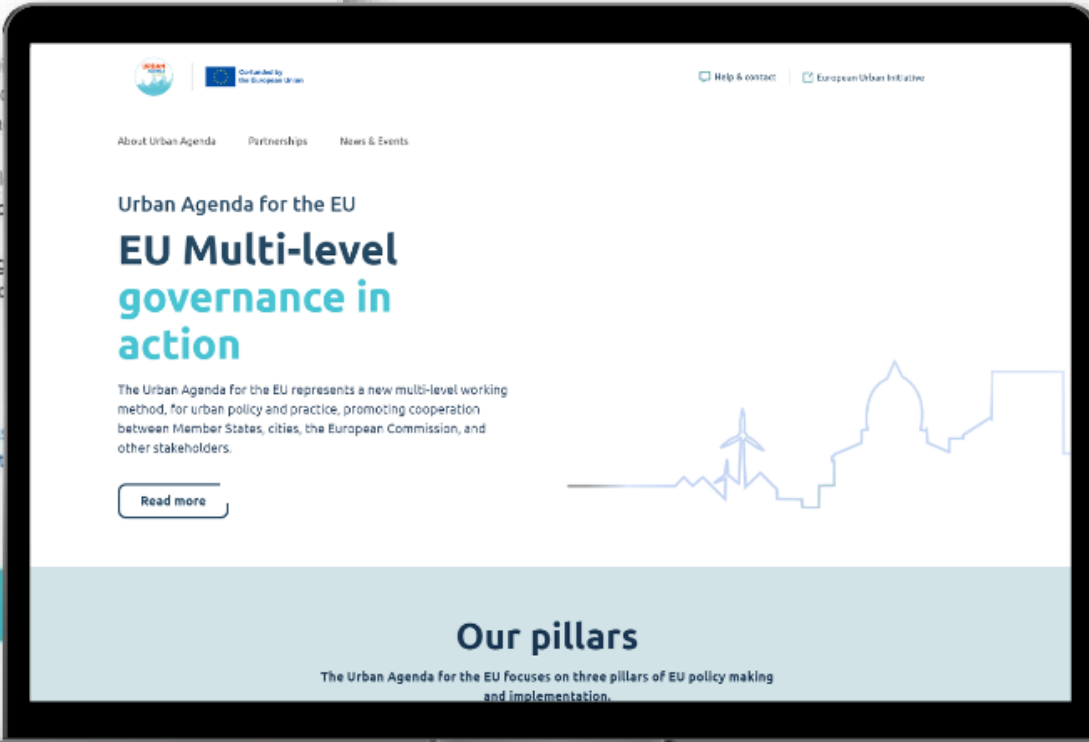 URBAN
AGENDA
Co-funded by
the European Union
Help & contact
European Urban Initiative
About Urban Agenda
Partnerships
News & Events
Urban Agenda for the EU
EU Multi-level
governance in
action
The Urban Agenda for the EU represents a new multi-level working
method, for urban policy and practice, promoting cooperation
between Member States, cities, the European Commission, and
other stakeholders.
Read more
Our pillars
The Urban Agenda for the EU focuses on three pillars of EU policy making
and implementation.